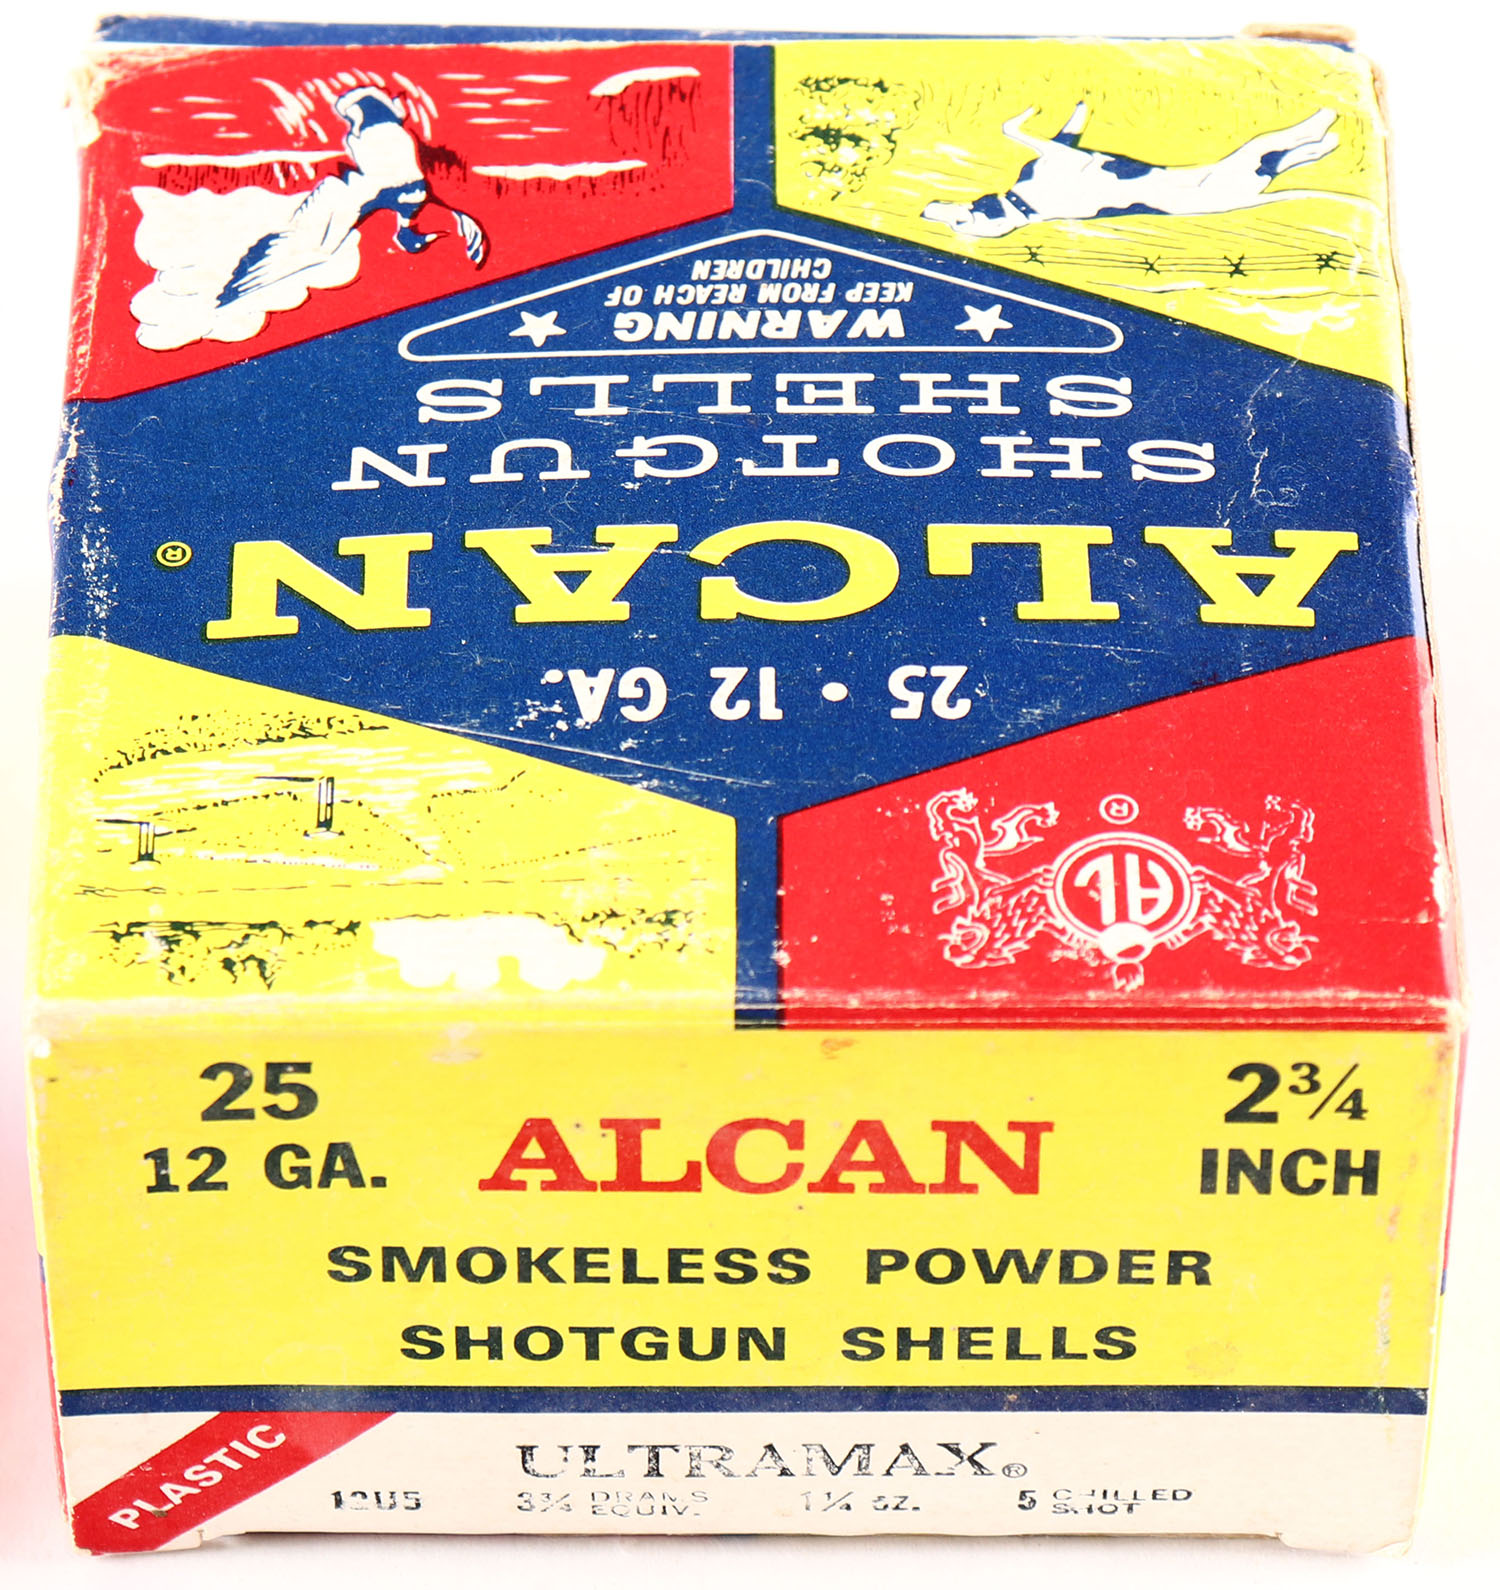 25 • 12 GA.
ALCAN®
SHOTGUN
SHELLS
★ WARNING ★
KEEP FROM REACH OF
CHILDREN
®
AL
25
12 GA.
ALCAN
2¾
INCH
SMOKELESS POWDER
SHOTGUN SHELLS
PLASTIC
ULTRAMAX®
12U5 3¾ DRAMS EQUIV. 1¼ oz. 5 CHILLED SHOT